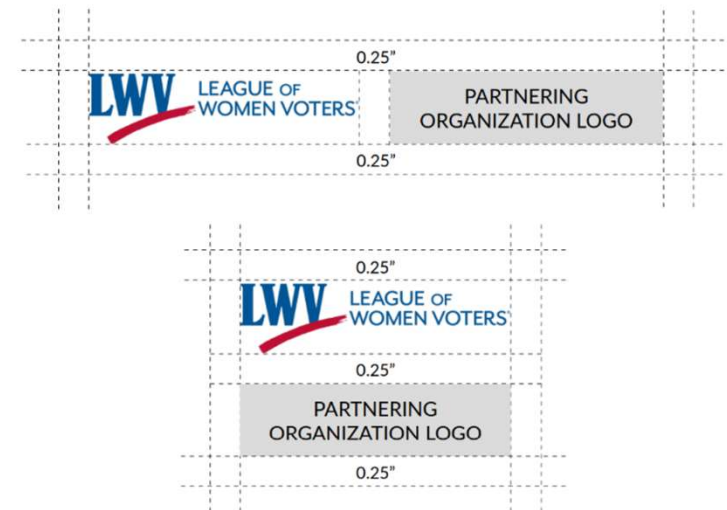 0.25”
LWV LEAGUE OF
WOMEN VOTERS®
PARTNERING
ORGANIZATION LOGO
0.25”
0.25”
LWV LEAGUE OF
WOMEN VOTERS®
0.25”
PARTNERING
ORGANIZATION LOGO
0.25”